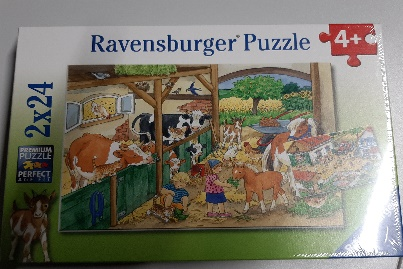 Ravensburger® Puzzle
4+
2x24
PREMIUM
PUZZLE
PERFECT